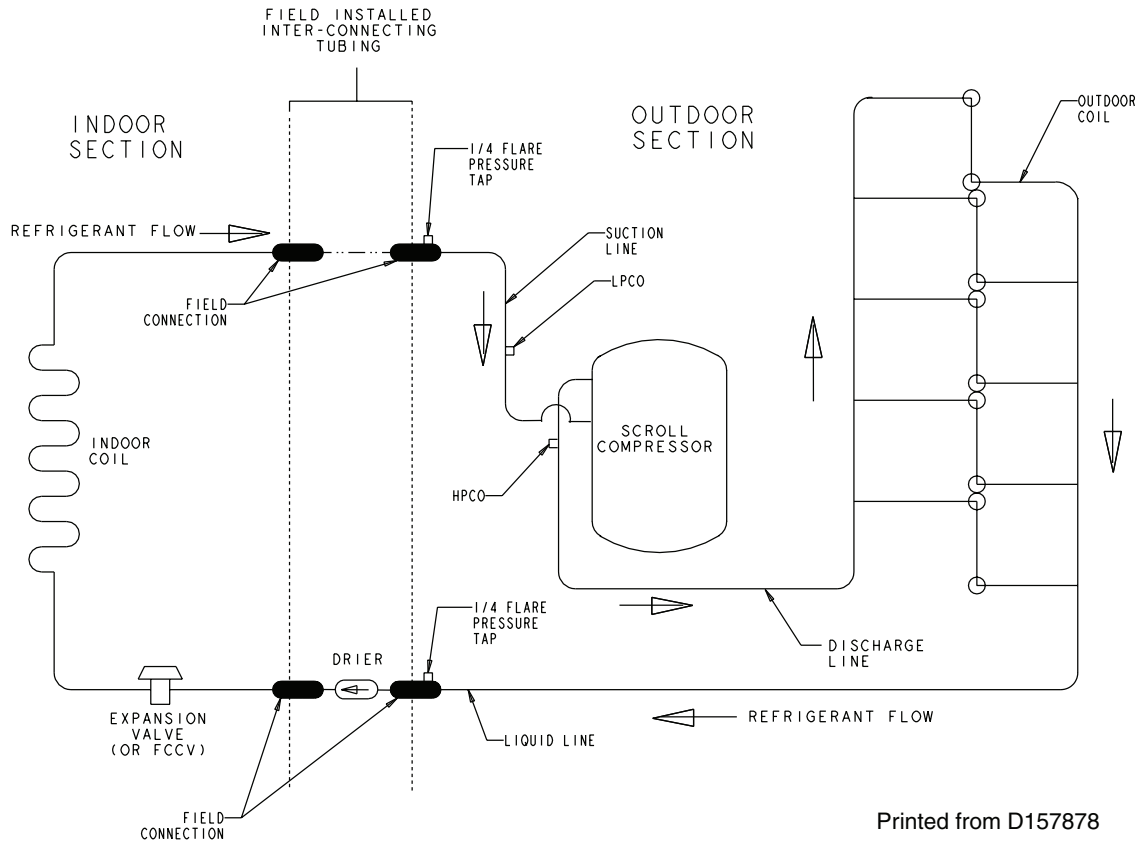 FIELD INSTALLED
INTER-CONNECTING
TUBING
INDOOR
SECTION
OUTDOOR
SECTION
OUTDOOR
COIL
1/4 FLARE
PRESSURE
TAP
REFRIGERANT FLOW
SUCTION
LINE
LPCO
FIELD
CONNECTION
INDOOR
COIL
SCROLL
COMPRESSOR
HPCO
1/4 FLARE
PRESSURE
TAP
DRIER
DISCHARGE
LINE
EXPANSION
VALVE
(OR FCCV)
LIQUID LINE
REFRIGERANT FLOW
FIELD
CONNECTION
Printed from D157878